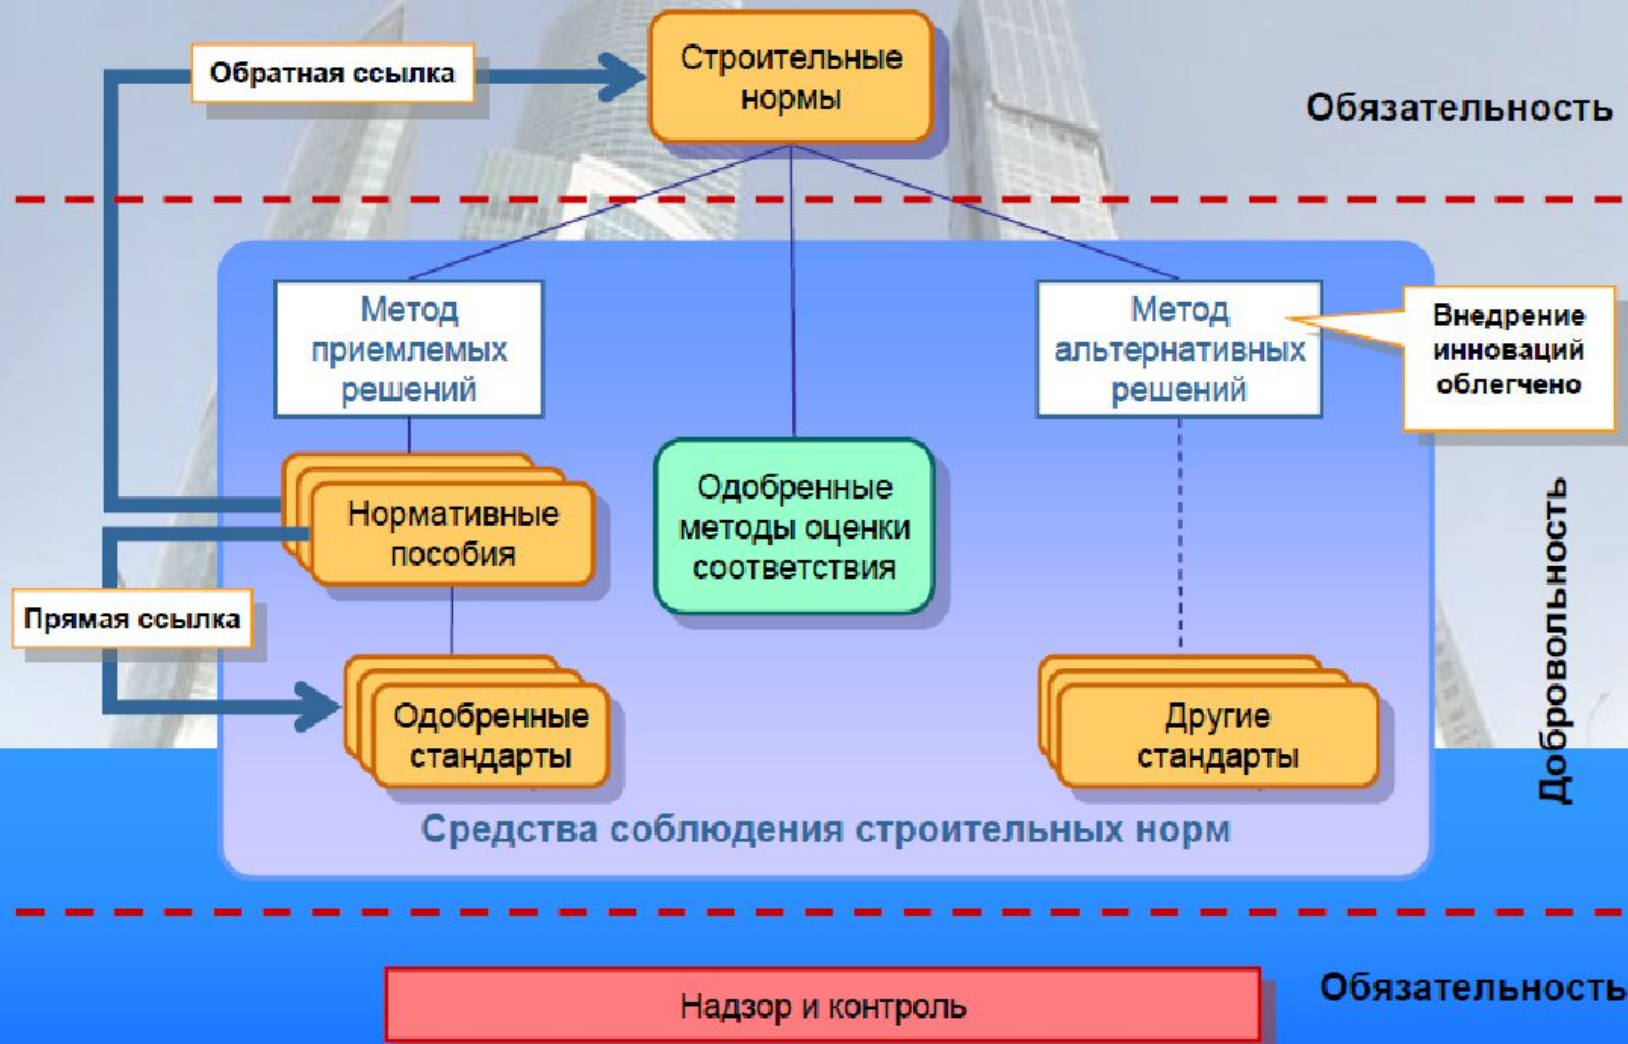 Обратная ссылка
Строительные
нормы
Обязательность
Метод
приемлемых
решений
Метод
альтернативных
решений
Внедрение
инноваций
облегчено
Нормативные
пособия
Одобренные
методы оценки
соответствия
Прямая ссылка
Добровольность
Одобренные
стандарты
Другие
стандарты
Средства соблюдения строительных норм
Надзор и контроль
Обязательность